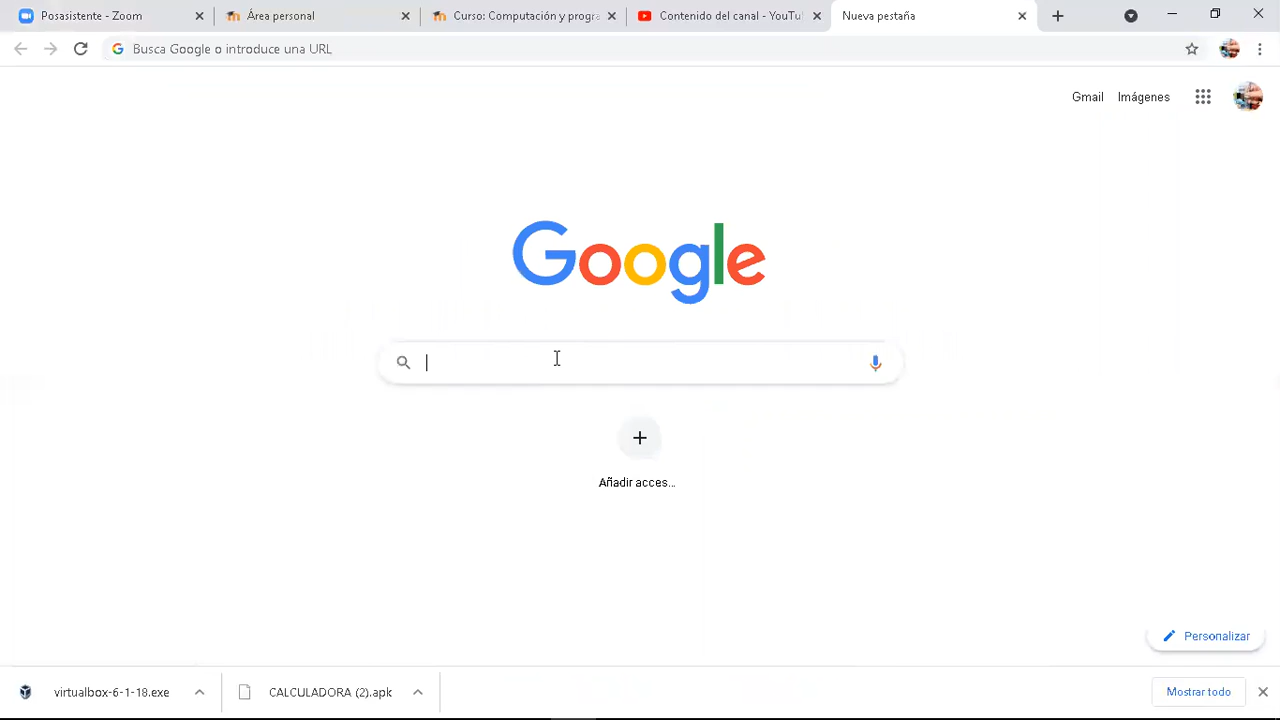 Posasistente - Zoom
Área personal
Curso: Computación y progra
Contenido del canal - YouTu
Nueva pestaña
Busca Google o introduce una URL
Gmail
Imágenes
Google
Añadir acces...
Personalizar
virtualbox-6-1-18.exe
CALCULADORA (2).apk
Mostrar todo